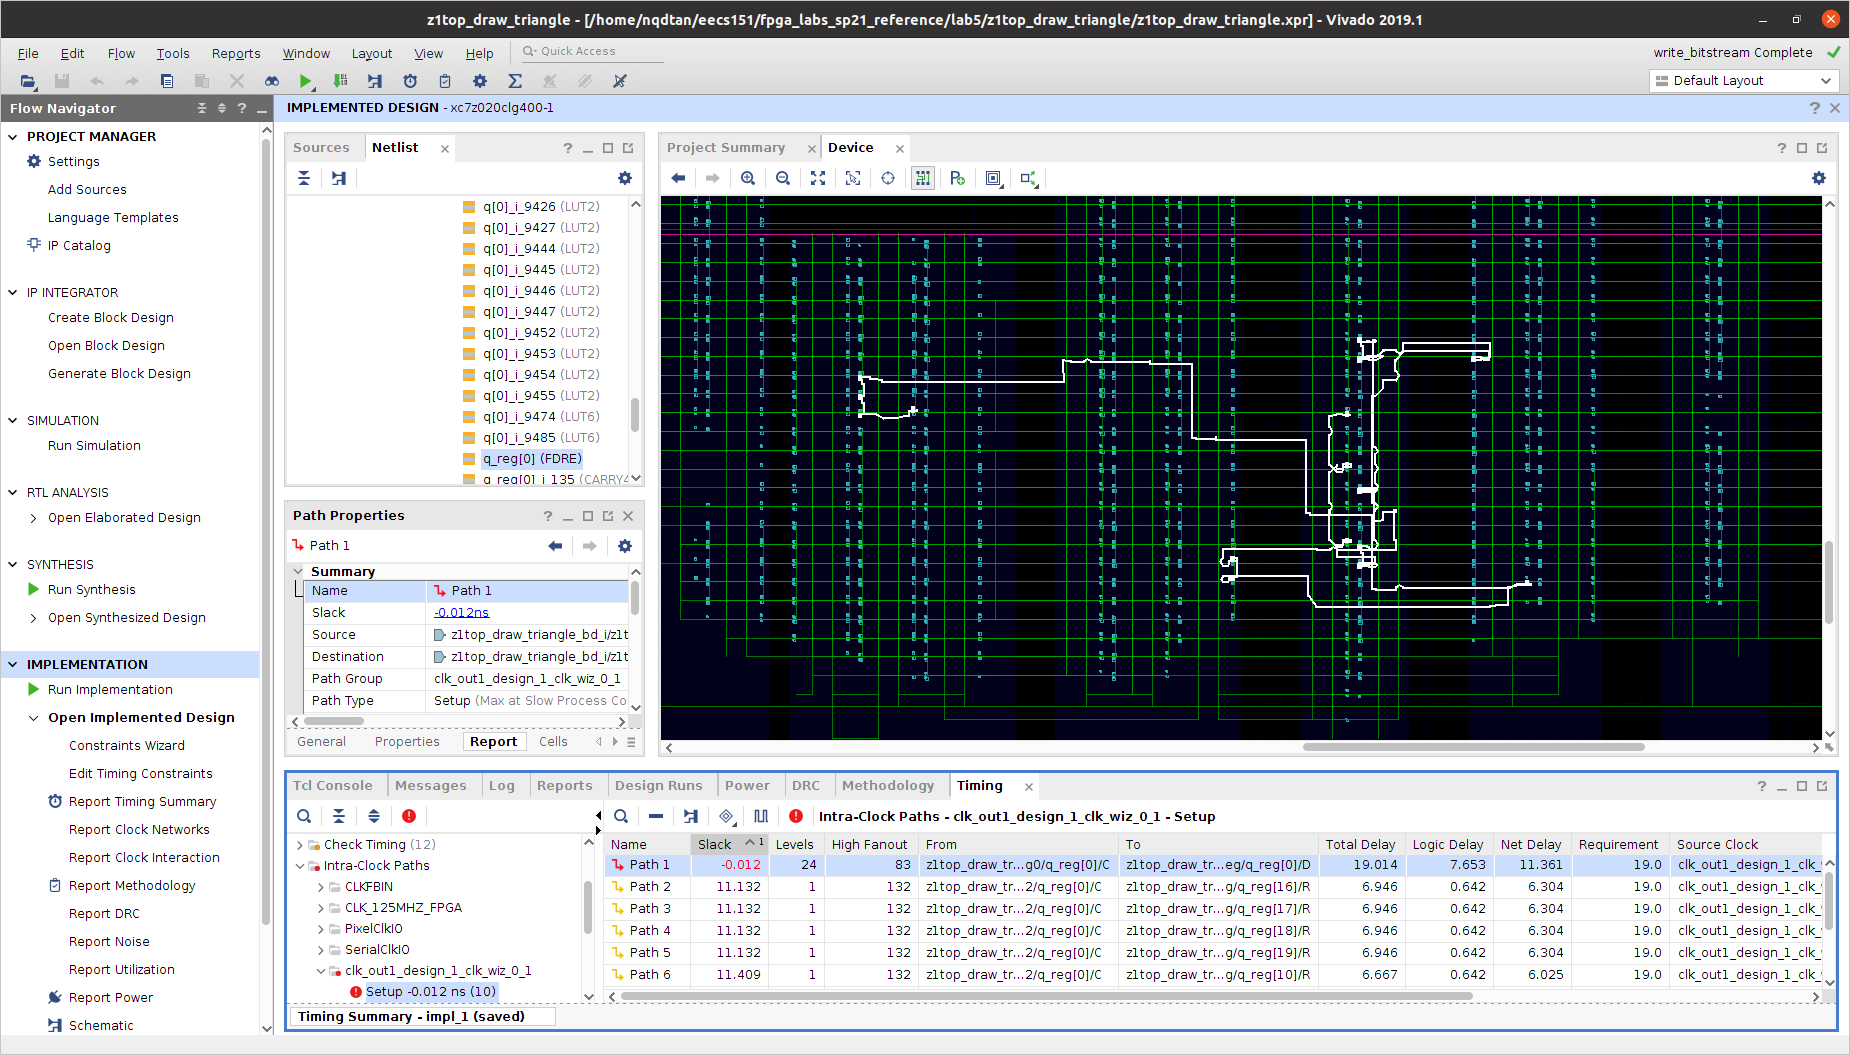 z1top_draw_triangle - [/home/nqdtan/eecs151/fpga_labs_sp21_reference/lab5/z1top_draw_triangle/z1top_draw_triangle.xpr] - Vivado 2019.1
File Edit Flow Tools Reports Window Layout View Help Quick Access
write_bitstream Complete
Default Layout
Flow Navigator
PROJECT MANAGER
Settings
Add Sources
Language Templates
IP Catalog
IP INTEGRATOR
Create Block Design
Open Block Design
Generate Block Design
SIMULATION
Run Simulation
RTL ANALYSIS
Open Elaborated Design
SYNTHESIS
Run Synthesis
Open Synthesized Design
IMPLEMENTATION
Run Implementation
Open Implemented Design
Constraints Wizard
Edit Timing Constraints
Report Timing Summary
Report Clock Networks
Report Clock Interaction
Report Methodology
Report DRC
Report Noise
Report Utilization
Report Power
Schematic
IMPLEMENTED DESIGN - xc7z020clg400-1
Sources Netlist
q[0]_i_9426 (LUT2)
q[0]_i_9427 (LUT2)
q[0]_i_9444 (LUT2)
q[0]_i_9445 (LUT2)
q[0]_i_9446 (LUT2)
q[0]_i_9447 (LUT2)
q[0]_i_9452 (LUT2)
q[0]_i_9453 (LUT2)
q[0]_i_9454 (LUT2)
q[0]_i_9455 (LUT2)
q[0]_i_9474 (LUT6)
q[0]_i_9485 (LUT6)
q_reg[0] (FDRE)
q_reg[0]_i_135 (CARRY4
Path Properties
Path 1
Summary
Name Path 1
Slack -0.012ns
Source z1top_draw_triangle_bd_i/z1t
Destination z1top_draw_triangle_bd_i/z1t
Path Group clk_out1_design_1_clk_wiz_0_1
Path Type Setup (Max at Slow Process Co
General Properties Report Cells
Project Summary Device
Tcl Console Messages Log Reports Design Runs Power DRC Methodology Timing
Check Timing (12)
Intra-Clock Paths
CLKFBIN
CLK_125MHZ_FPGA
PixelClkIO
SerialClkIO
clk_out1_design_1_clk_wiz_0_1
Setup -0.012 ns (10)
Intra-Clock Paths - clk_out1_design_1_clk_wiz_0_1 - Setup
Name Slack 1 Levels High Fanout From To Total Delay Logic Delay Net Delay Requirement Source Clock
Path 1 -0.012 24 83 z1top_draw_tr...g0/q_reg[0]/C z1top_draw_tr...eg/q_reg[0]/D 19.014 7.653 11.361 19.0 clk_out1_design_1_clk_
Path 2 11.132 1 132 z1top_draw_tr...2/q_reg[0]/C z1top_draw_tr...g/q_reg[16]/R 6.946 0.642 6.304 19.0 clk_out1_design_1_clk_
Path 3 11.132 1 132 z1top_draw_tr...2/q_reg[0]/C z1top_draw_tr...g/q_reg[17]/R 6.946 0.642 6.304 19.0 clk_out1_design_1_clk_
Path 4 11.132 1 132 z1top_draw_tr...2/q_reg[0]/C z1top_draw_tr...g/q_reg[18]/R 6.946 0.642 6.304 19.0 clk_out1_design_1_clk_
Path 5 11.132 1 132 z1top_draw_tr...2/q_reg[0]/C z1top_draw_tr...g/q_reg[19]/R 6.946 0.642 6.304 19.0 clk_out1_design_1_clk_
Path 6 11.409 1 132 z1top_draw_tr...2/q_reg[0]/C z1top_draw_tr...g/q_reg[10]/R 6.667 0.642 6.025 19.0 clk_out1_design_1_clk_
Timing Summary - impl_1 (saved)